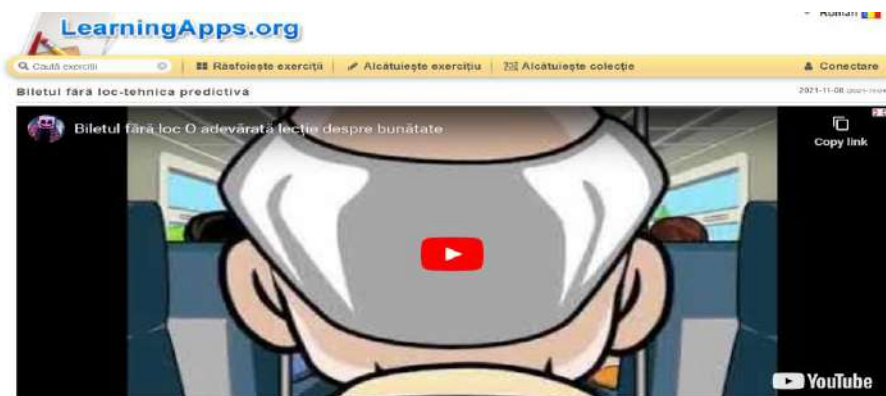 Roman
LearningApps.org
Caută exerciții
Răsfoiește exerciții
Alcătuiește exercițiu
Alcătuiește colecție
Conectare
Biletul fără loc-tehnica predictivă
2021-11-08
Biletul fără loc O adevărată lecție despre bunătate
Copy link
YouTube